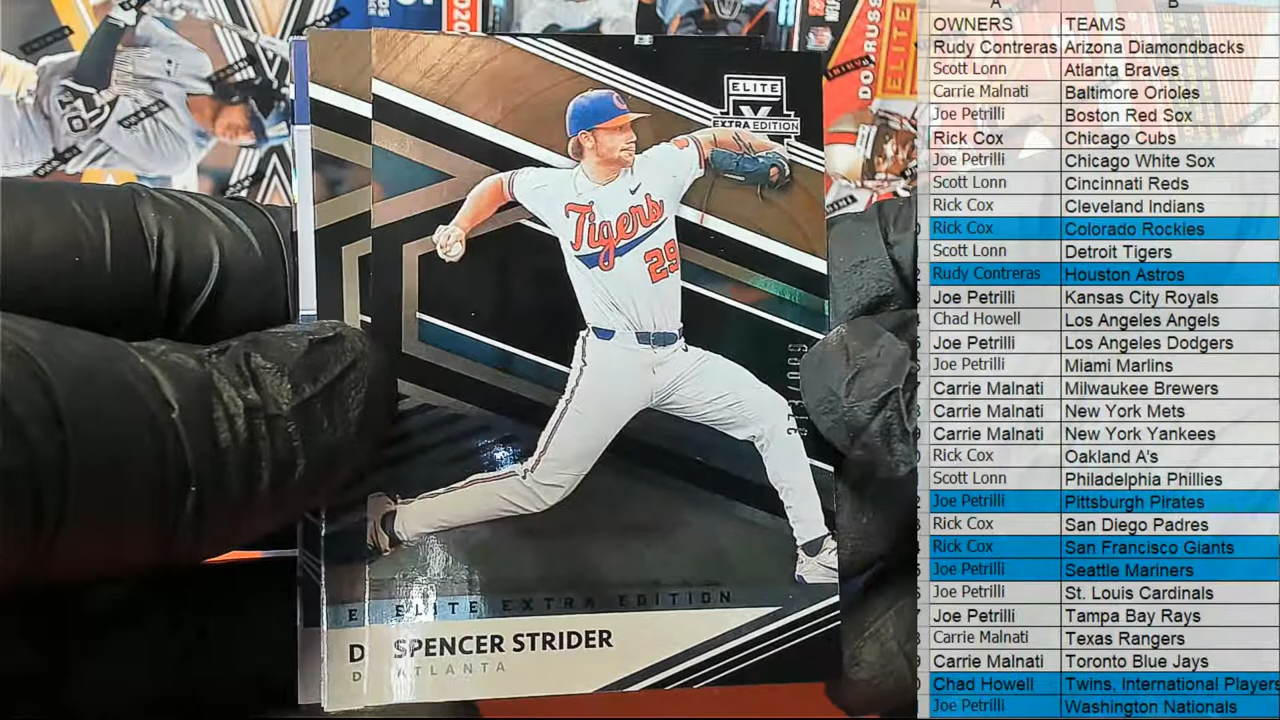 ELITE
EXTRA EDITION
Tigers
29
373/999
E ELITE EXTRA EDITION
D SPENCER STRIDER
D ATLANTA
DONRUSS
ELITE
A B
OWNERS TEAMS
Rudy Contreras Arizona Diamondbacks
Scott Lonn Atlanta Braves
Carrie Malnati Baltimore Orioles
Joe Petrilli Boston Red Sox
Rick Cox Chicago Cubs
Joe Petrilli Chicago White Sox
Scott Lonn Cincinnati Reds
Rick Cox Cleveland Indians
Rick Cox Colorado Rockies
Scott Lonn Detroit Tigers
Rudy Contreras Houston Astros
Joe Petrilli Kansas City Royals
Chad Howell Los Angeles Angels
Joe Petrilli Los Angeles Dodgers
Joe Petrilli Miami Marlins
Carrie Malnati Milwaukee Brewers
Carrie Malnati New York Mets
Carrie Malnati New York Yankees
Rick Cox Oakland A's
Scott Lonn Philadelphia Phillies
Joe Petrilli Pittsburgh Pirates
Rick Cox San Diego Padres
Rick Cox San Francisco Giants
Joe Petrilli Seattle Mariners
Joe Petrilli St. Louis Cardinals
Joe Petrilli Tampa Bay Rays
Carrie Malnati Texas Rangers
Carrie Malnati Toronto Blue Jays
Chad Howell Twins, International Players
Joe Petrilli Washington Nationals